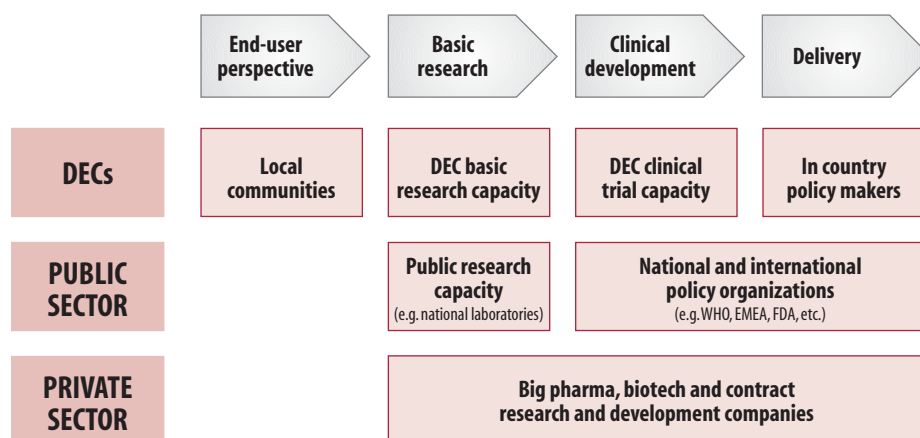 End-user
perspective
Basic
research
Clinical
development
Delivery
DECs
Local
communities
DEC basic
research capacity
DEC clinical
trial capacity
In country
policy makers
PUBLIC
SECTOR
Public research
capacity
(e.g. national laboratories)
National and international
policy organizations
(e.g. WHO, EMEA, FDA, etc.)
PRIVATE
SECTOR
Big pharma, biotech and contract
research and development companies